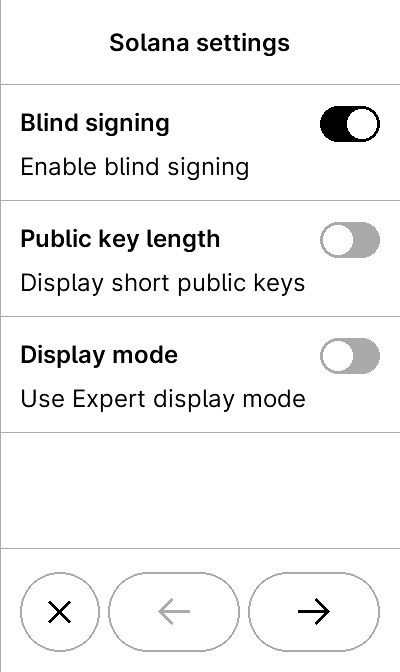 Solana settings
Blind signing
Enable blind signing
Public key length
Display short public keys
Display mode
Use Expert display mode